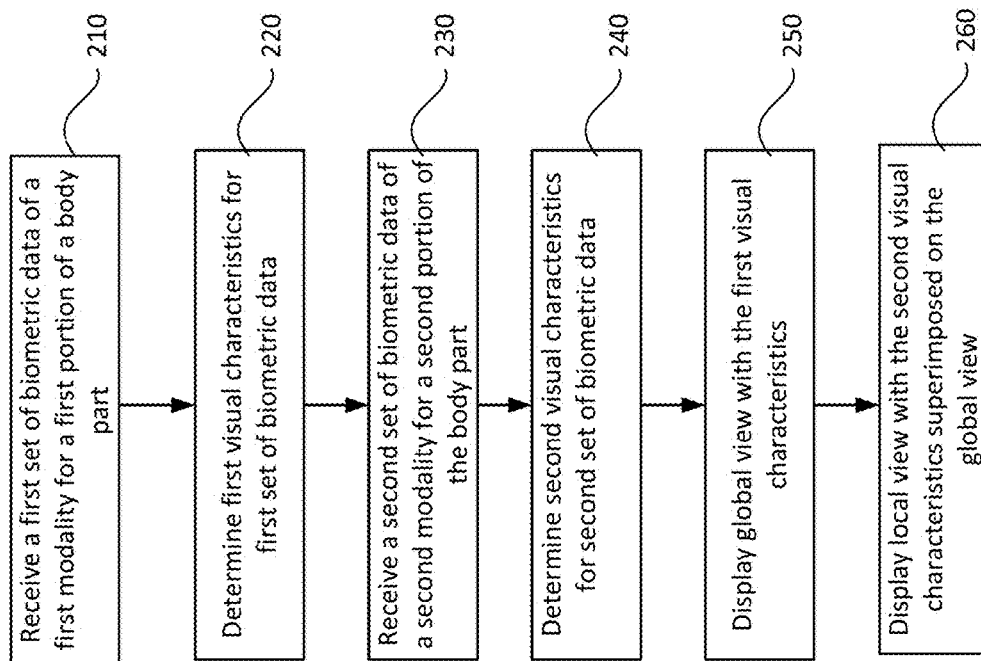 Receive a first set of biometric data of a
first modality for a first portion of a body
part
210
Determine first visual characteristics for
first set of biometric data
220
Receive a second set of biometric data of
a second modality for a second portion of
the body part
230
Determine second visual characteristics
for second set of biometric data
240
Display global view with the first visual
characteristics
250
Display local view with the second visual
characteristics superimposed on the
global view
260